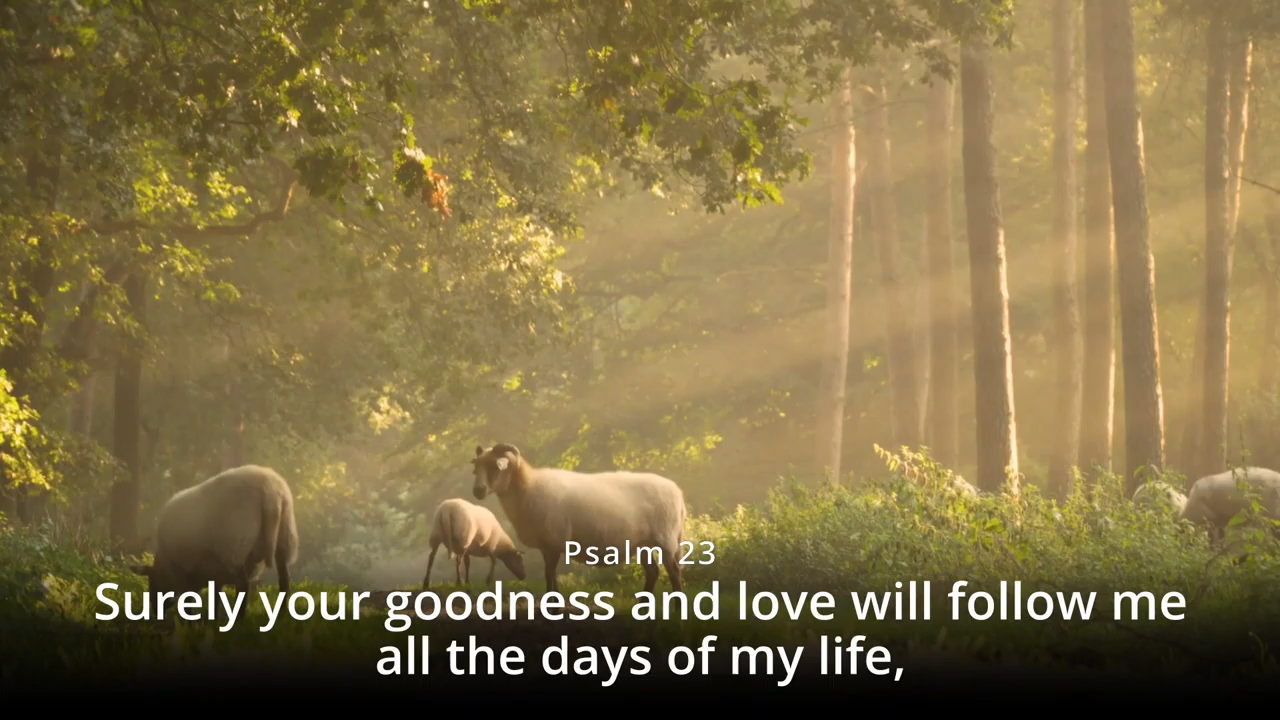 Psalm 23
Surely your goodness and love will follow me
all the days of my life,